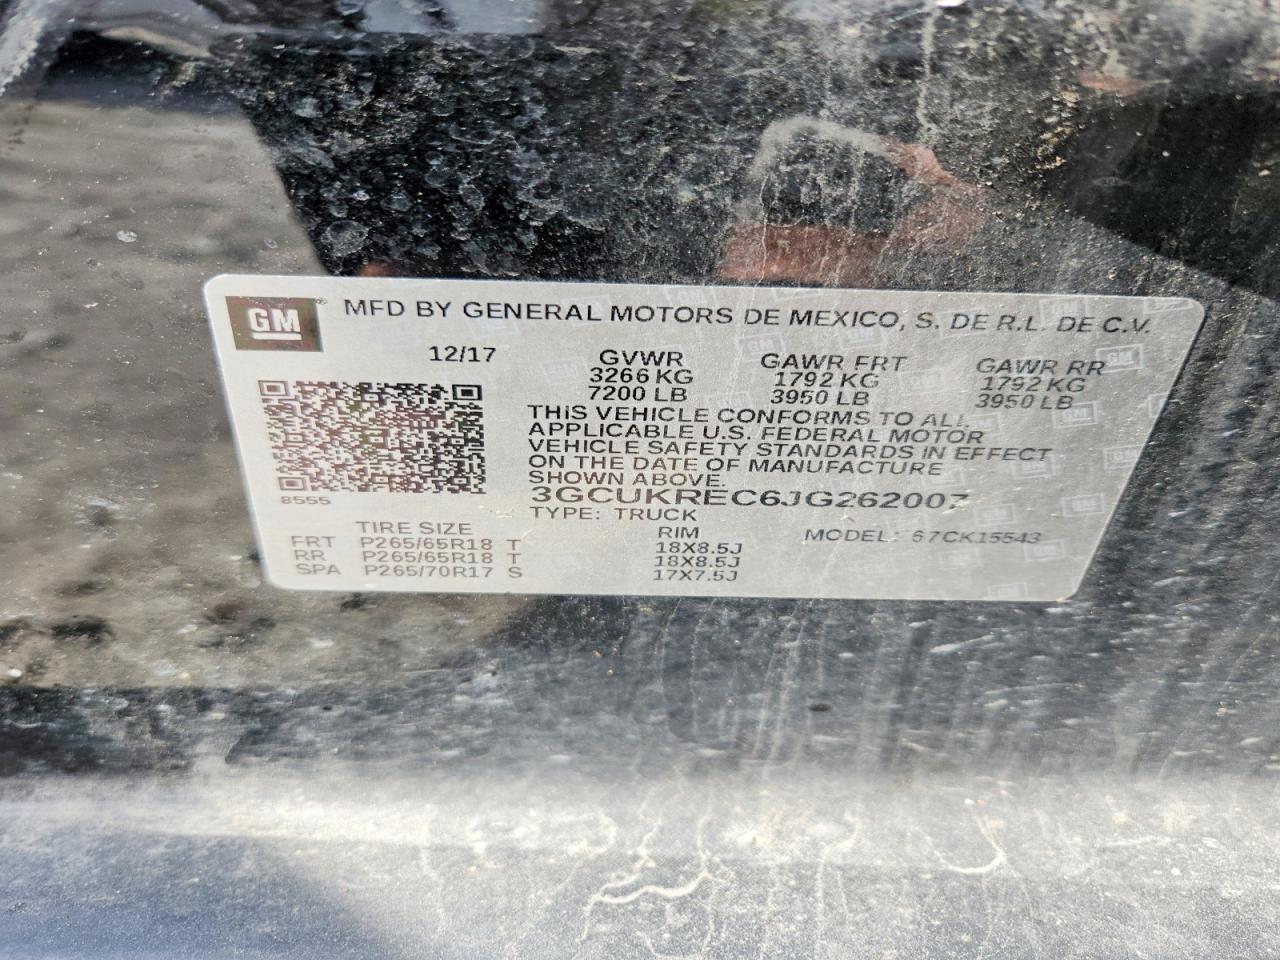 GM
MFD BY GENERAL MOTORS DE MEXICO, S. DE R.L. DE C.V.
12/17 GVWR GAWR FRT GAWR RR
3266 KG 1792 KG 1792 KG
7200 LB 3950 LB 3950 LB
THIS VEHICLE CONFORMS TO ALL
APPLICABLE U.S. FEDERAL MOTOR
VEHICLE SAFETY STANDARDS IN EFFECT
ON THE DATE OF MANUFACTURE
SHOWN ABOVE.
3GCUKREC6JG262007
8555
TYPE: TRUCK
TIRE SIZE RIM MODEL: 67CK15543
FRT P265/65R18 T 18X8.5J
RR P265/65R18 T 18X8.5J
SPA P265/70R17 S 17X7.5J